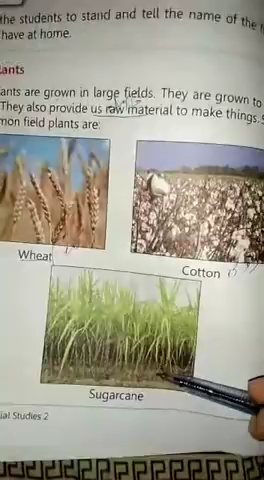 the students to stand and tell the name of the
have at home.
ants
ants are grown in large fields. They are grown to
They also provide us raw material to make things.
mon field plants are:
Wheat
Cotton
Sugarcane
ial Studies 2